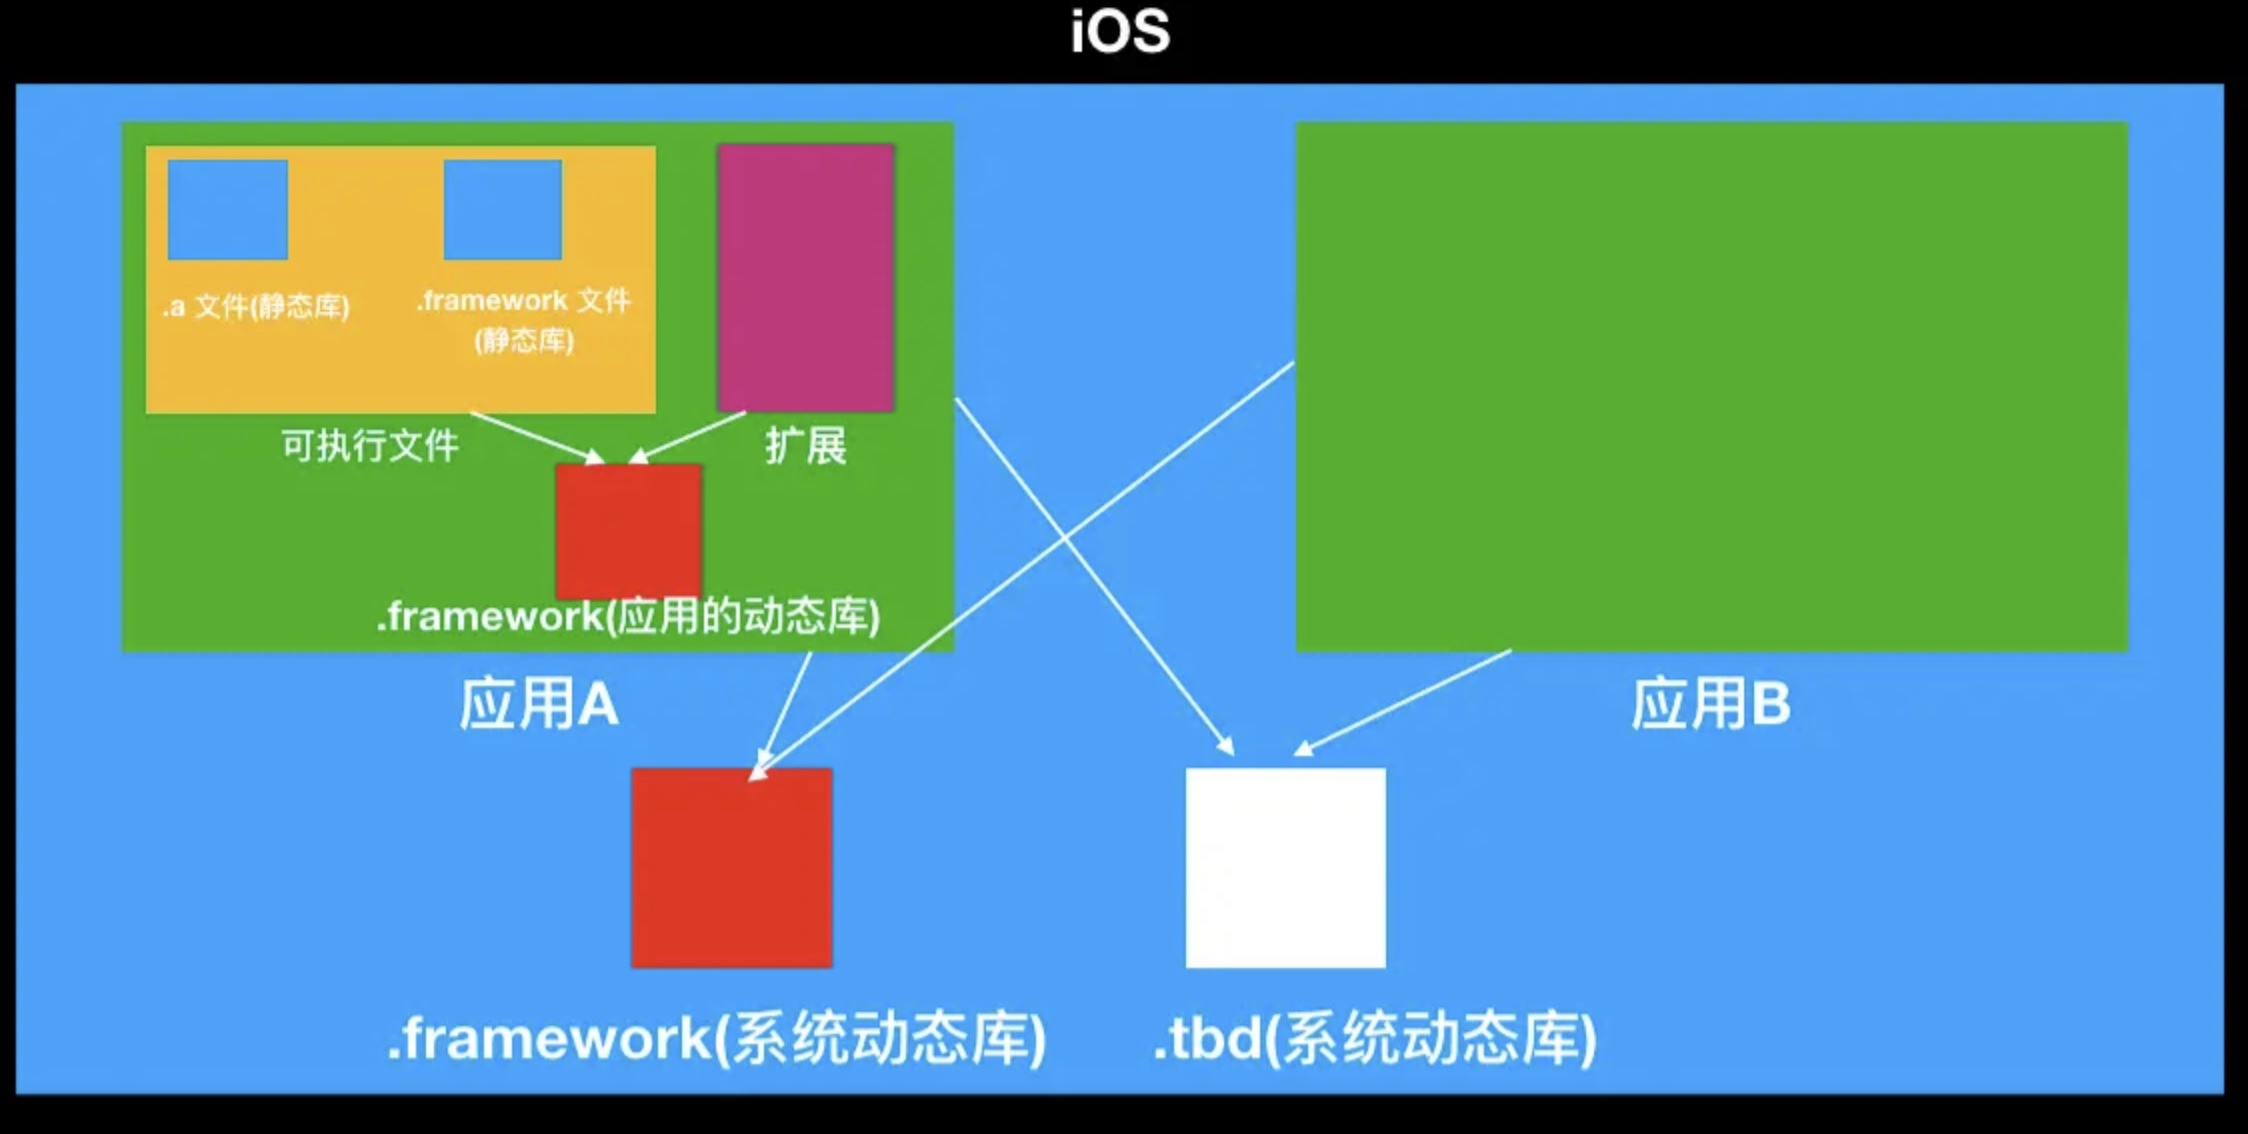 iOS
.a 文件(静态库)
.framework 文件
(静态库)
可执行文件
扩展
.framework(应用的动态库)
应用A
应用B
.framework(系统动态库)
.tbd(系统动态库)